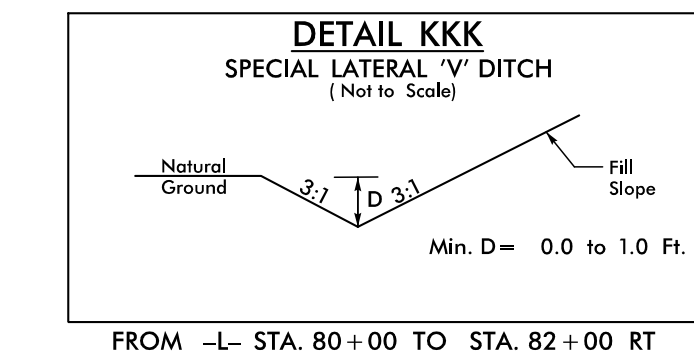 DETAIL KKK
SPECIAL LATERAL 'V' DITCH
( Not to Scale)
Natural
Ground
3:1
D
3:1
Fill
Slope
Min. D= 0.0 to 1.0 Ft.
FROM -L- STA. 80+00 TO STA. 82+00 RT